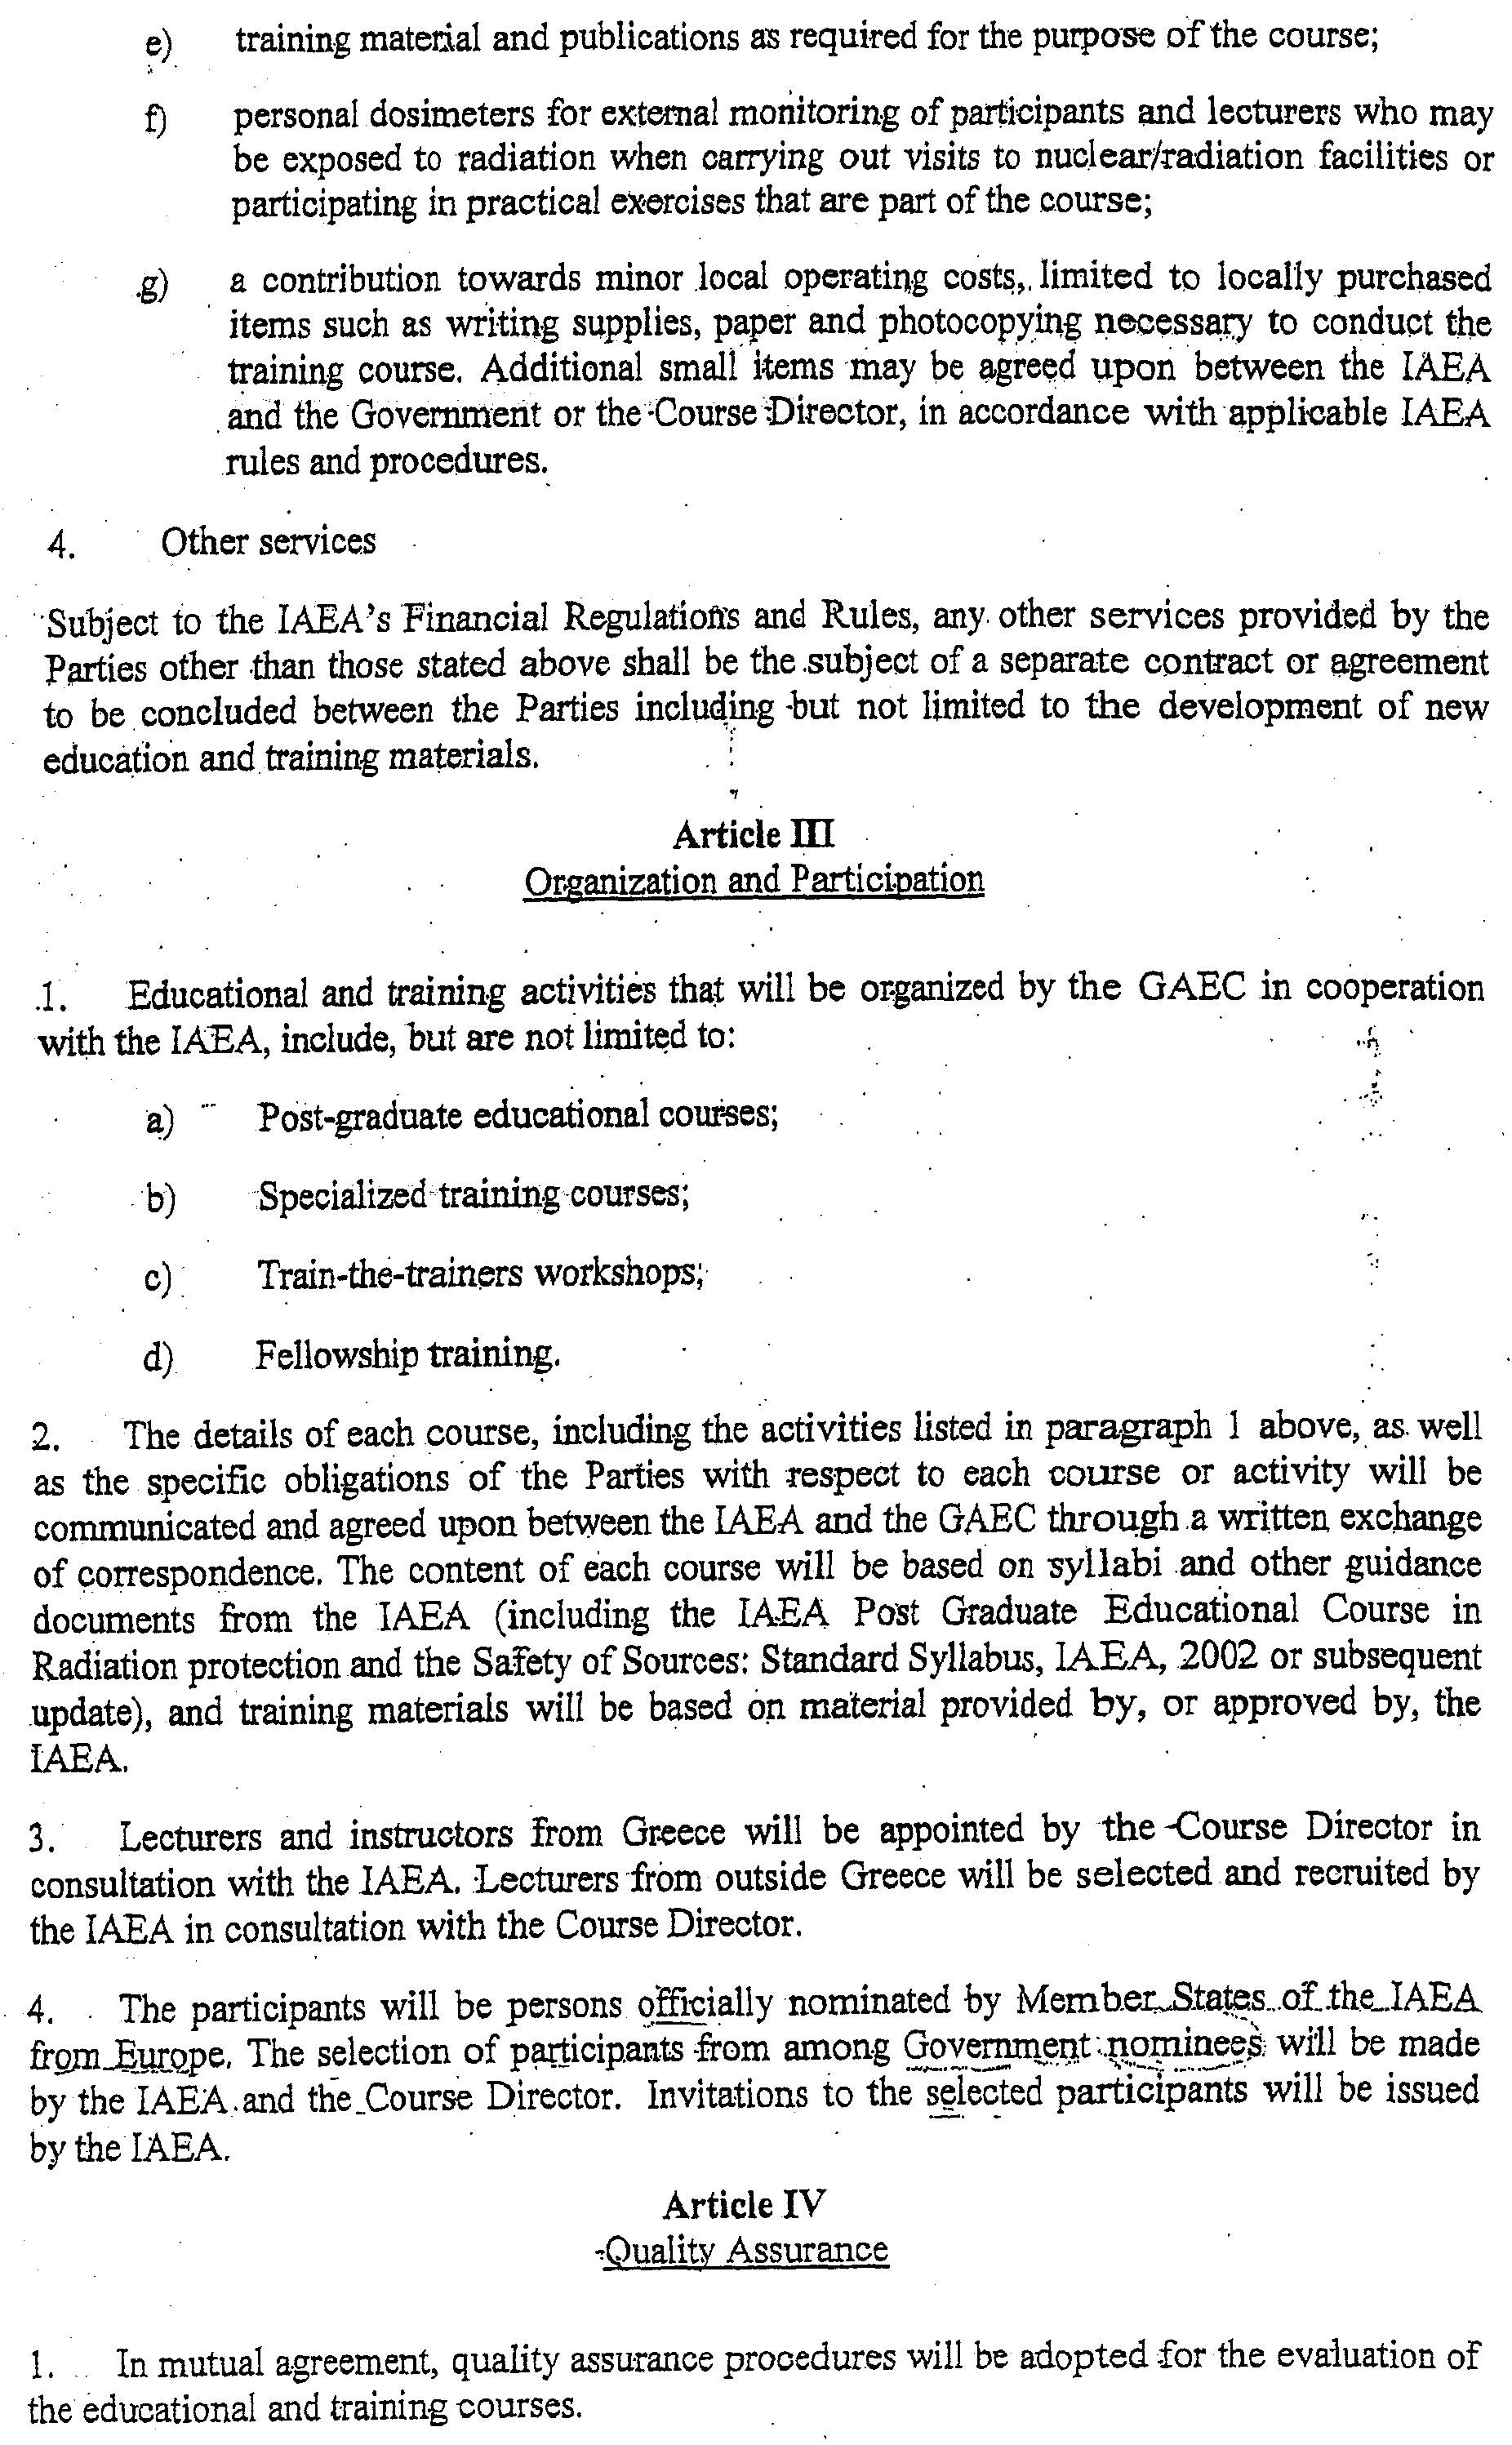 e) training material and publications as required for the purpose of the course;
f) personal dosimeters for external monitoring of participants and lecturers who may
be exposed to radiation when carrying out visits to nuclear/radiation facilities or
participating in practical exercises that are part of the course;
g) a contribution towards minor local operating costs, limited to locally purchased
items such as writing supplies, paper and photocopying necessary to conduct the
training course. Additional small items may be agreed upon between the IAEA
and the Government or the Course Director, in accordance with applicable IAEA
rules and procedures.
4. Other services
Subject to the IAEA's Financial Regulations and Rules, any other services provided by the
Parties other than those stated above shall be the subject of a separate contract or agreement
to be concluded between the Parties including but not limited to the development of new
education and training materials.
Article III
Organization and Participation
1. Educational and training activities that will be organized by the GAEC in cooperation
with the IAEA, include, but are not limited to:
a) Post-graduate educational courses;
b) Specialized training courses;
c) Train-the-trainers workshops;
d) Fellowship training.
2. The details of each course, including the activities listed in paragraph 1 above, as well
as the specific obligations of the Parties with respect to each course or activity will be
communicated and agreed upon between the IAEA and the GAEC through a written exchange
of correspondence. The content of each course will be based on syllabi and other guidance
documents from the IAEA (including the IAEA Post Graduate Educational Course in
Radiation protection and the Safety of Sources: Standard Syllabus, IAEA, 2002 or subsequent
update), and training materials will be based on material provided by, or approved by, the
IAEA.
3. Lecturers and instructors from Greece will be appointed by the Course Director in
consultation with the IAEA. Lecturers from outside Greece will be selected and recruited by
the IAEA in consultation with the Course Director.
4. The participants will be persons officially nominated by Member States of the IAEA
from Europe. The selection of participants from among Government nominees will be made
by the IAEA and the Course Director. Invitations to the selected participants will be issued
by the IAEA.
Article IV
Quality Assurance
1. In mutual agreement, quality assurance procedures will be adopted for the evaluation of
the educational and training courses.